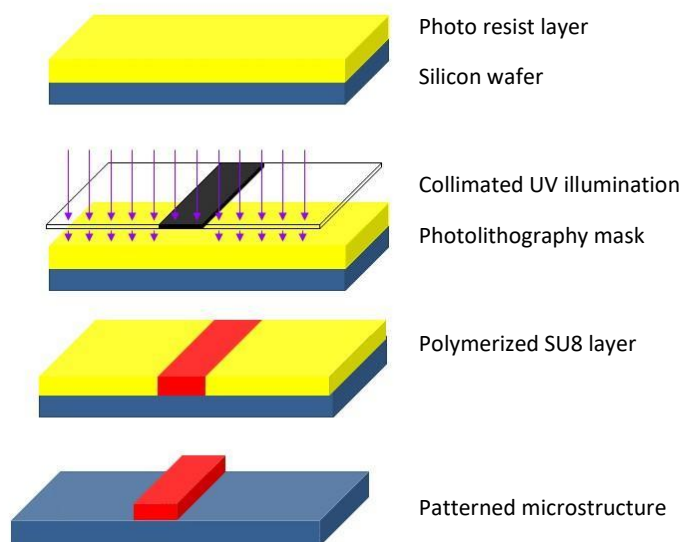 Photo resist layer
Silicon wafer
Collimated UV illumination
Photolithography mask
Polymerized SU8 layer
Patterned microstructure